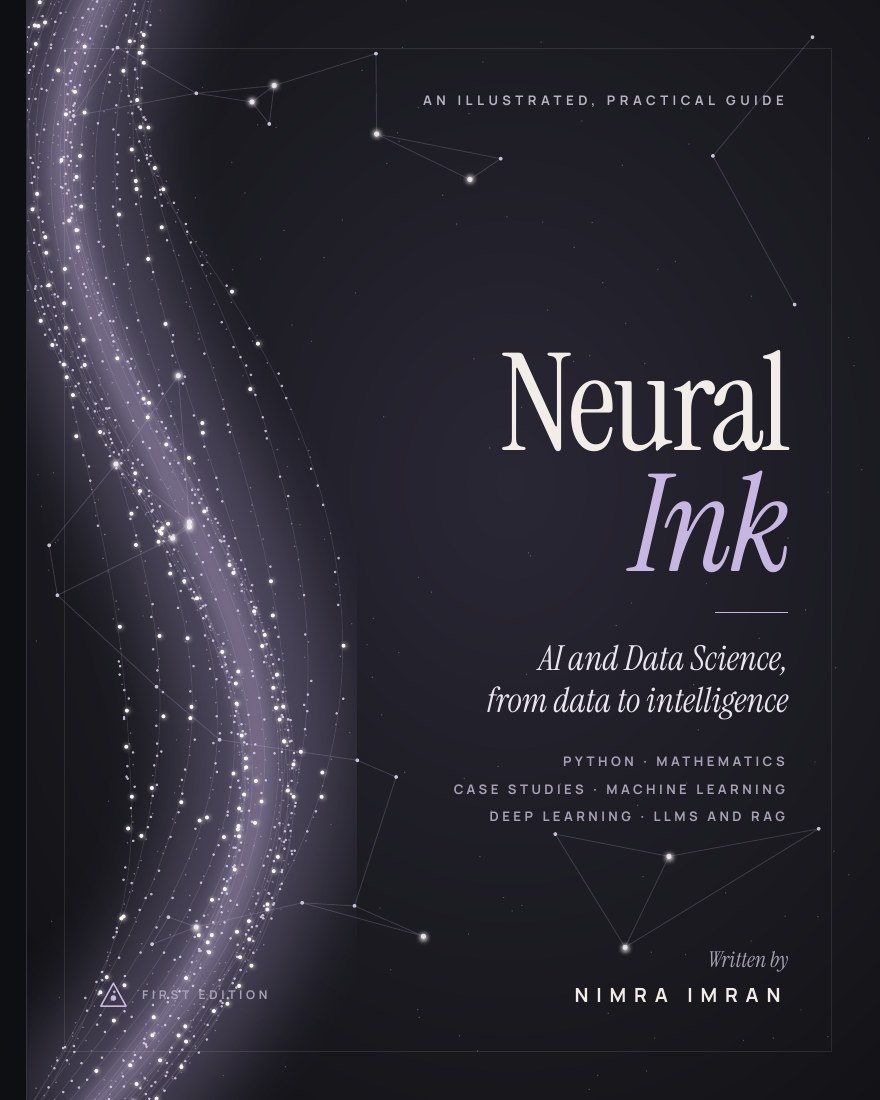 AN ILLUSTRATED, PRACTICAL GUIDE
Neural
Ink
AI and Data Science,
from data to intelligence
PYTHON · MATHEMATICS
CASE STUDIES · MACHINE LEARNING
DEEP LEARNING · LLMS AND RAG
Written by
NIMRA IMRAN
FIRST EDITION